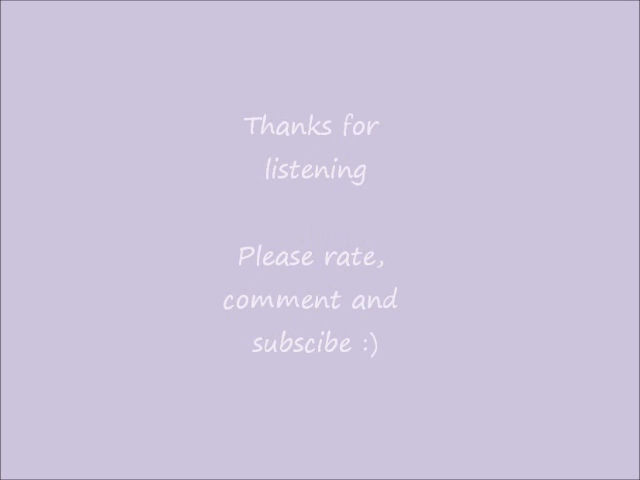 Thanks for
listening
Please rate,
comment and
subscibe :)